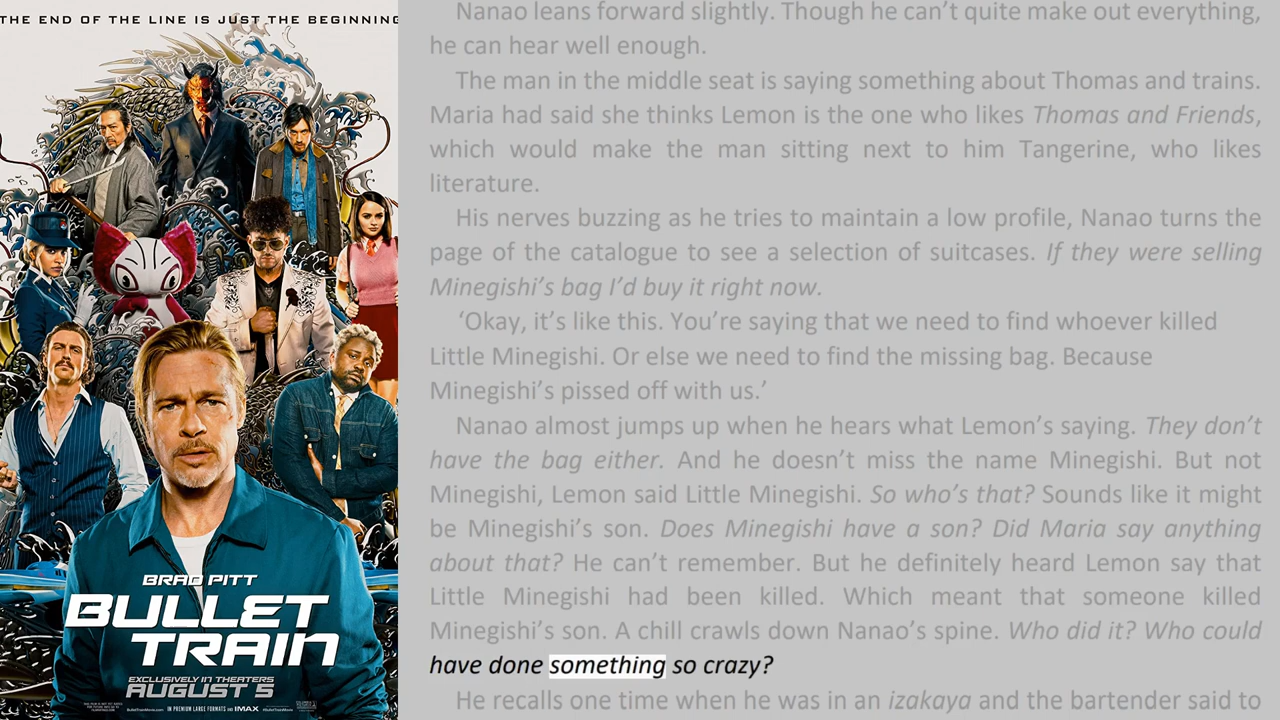 THE END OF THE LINE IS JUST THE BEGINNING
BRAD PITT
BULLET
TRAIN
EXCLUSIVELY IN THEATERS
AUGUST 5
BulletTrainMovie.com
IN PREMIUM LARGE FORMATS AND IMAX
#BulletTrainMovie
Nanao leans forward slightly. Though he can’t quite make out everything,
he can hear well enough.
The man in the middle seat is saying something about Thomas and trains.
Maria had said she thinks Lemon is the one who likes Thomas and Friends,
which would make the man sitting next to him Tangerine, who likes
literature.
His nerves buzzing as he tries to maintain a low profile, Nanao turns the
page of the catalogue to see a selection of suitcases. If they were selling
Minegishi’s bag I’d buy it right now.
‘Okay, it’s like this. You’re saying that we need to find whoever killed
Little Minegishi. Or else we need to find the missing bag. Because
Minegishi’s pissed off with us.’
Nanao almost jumps up when he hears what Lemon’s saying. They don’t
have the bag either. And he doesn’t miss the name Minegishi. But not
Minegishi, Lemon said Little Minegishi. So who’s that? Sounds like it might
be Minegishi’s son. Does Minegishi have a son? Did Maria say anything
about that? He can’t remember. But he definitely heard Lemon say that
Little Minegishi had been killed. Which meant that someone killed
Minegishi’s son. A chill crawls down Nanao’s spine. Who did it? Who could
have done something so crazy?
He recalls one time when he was at an izakaya and the bartender said to